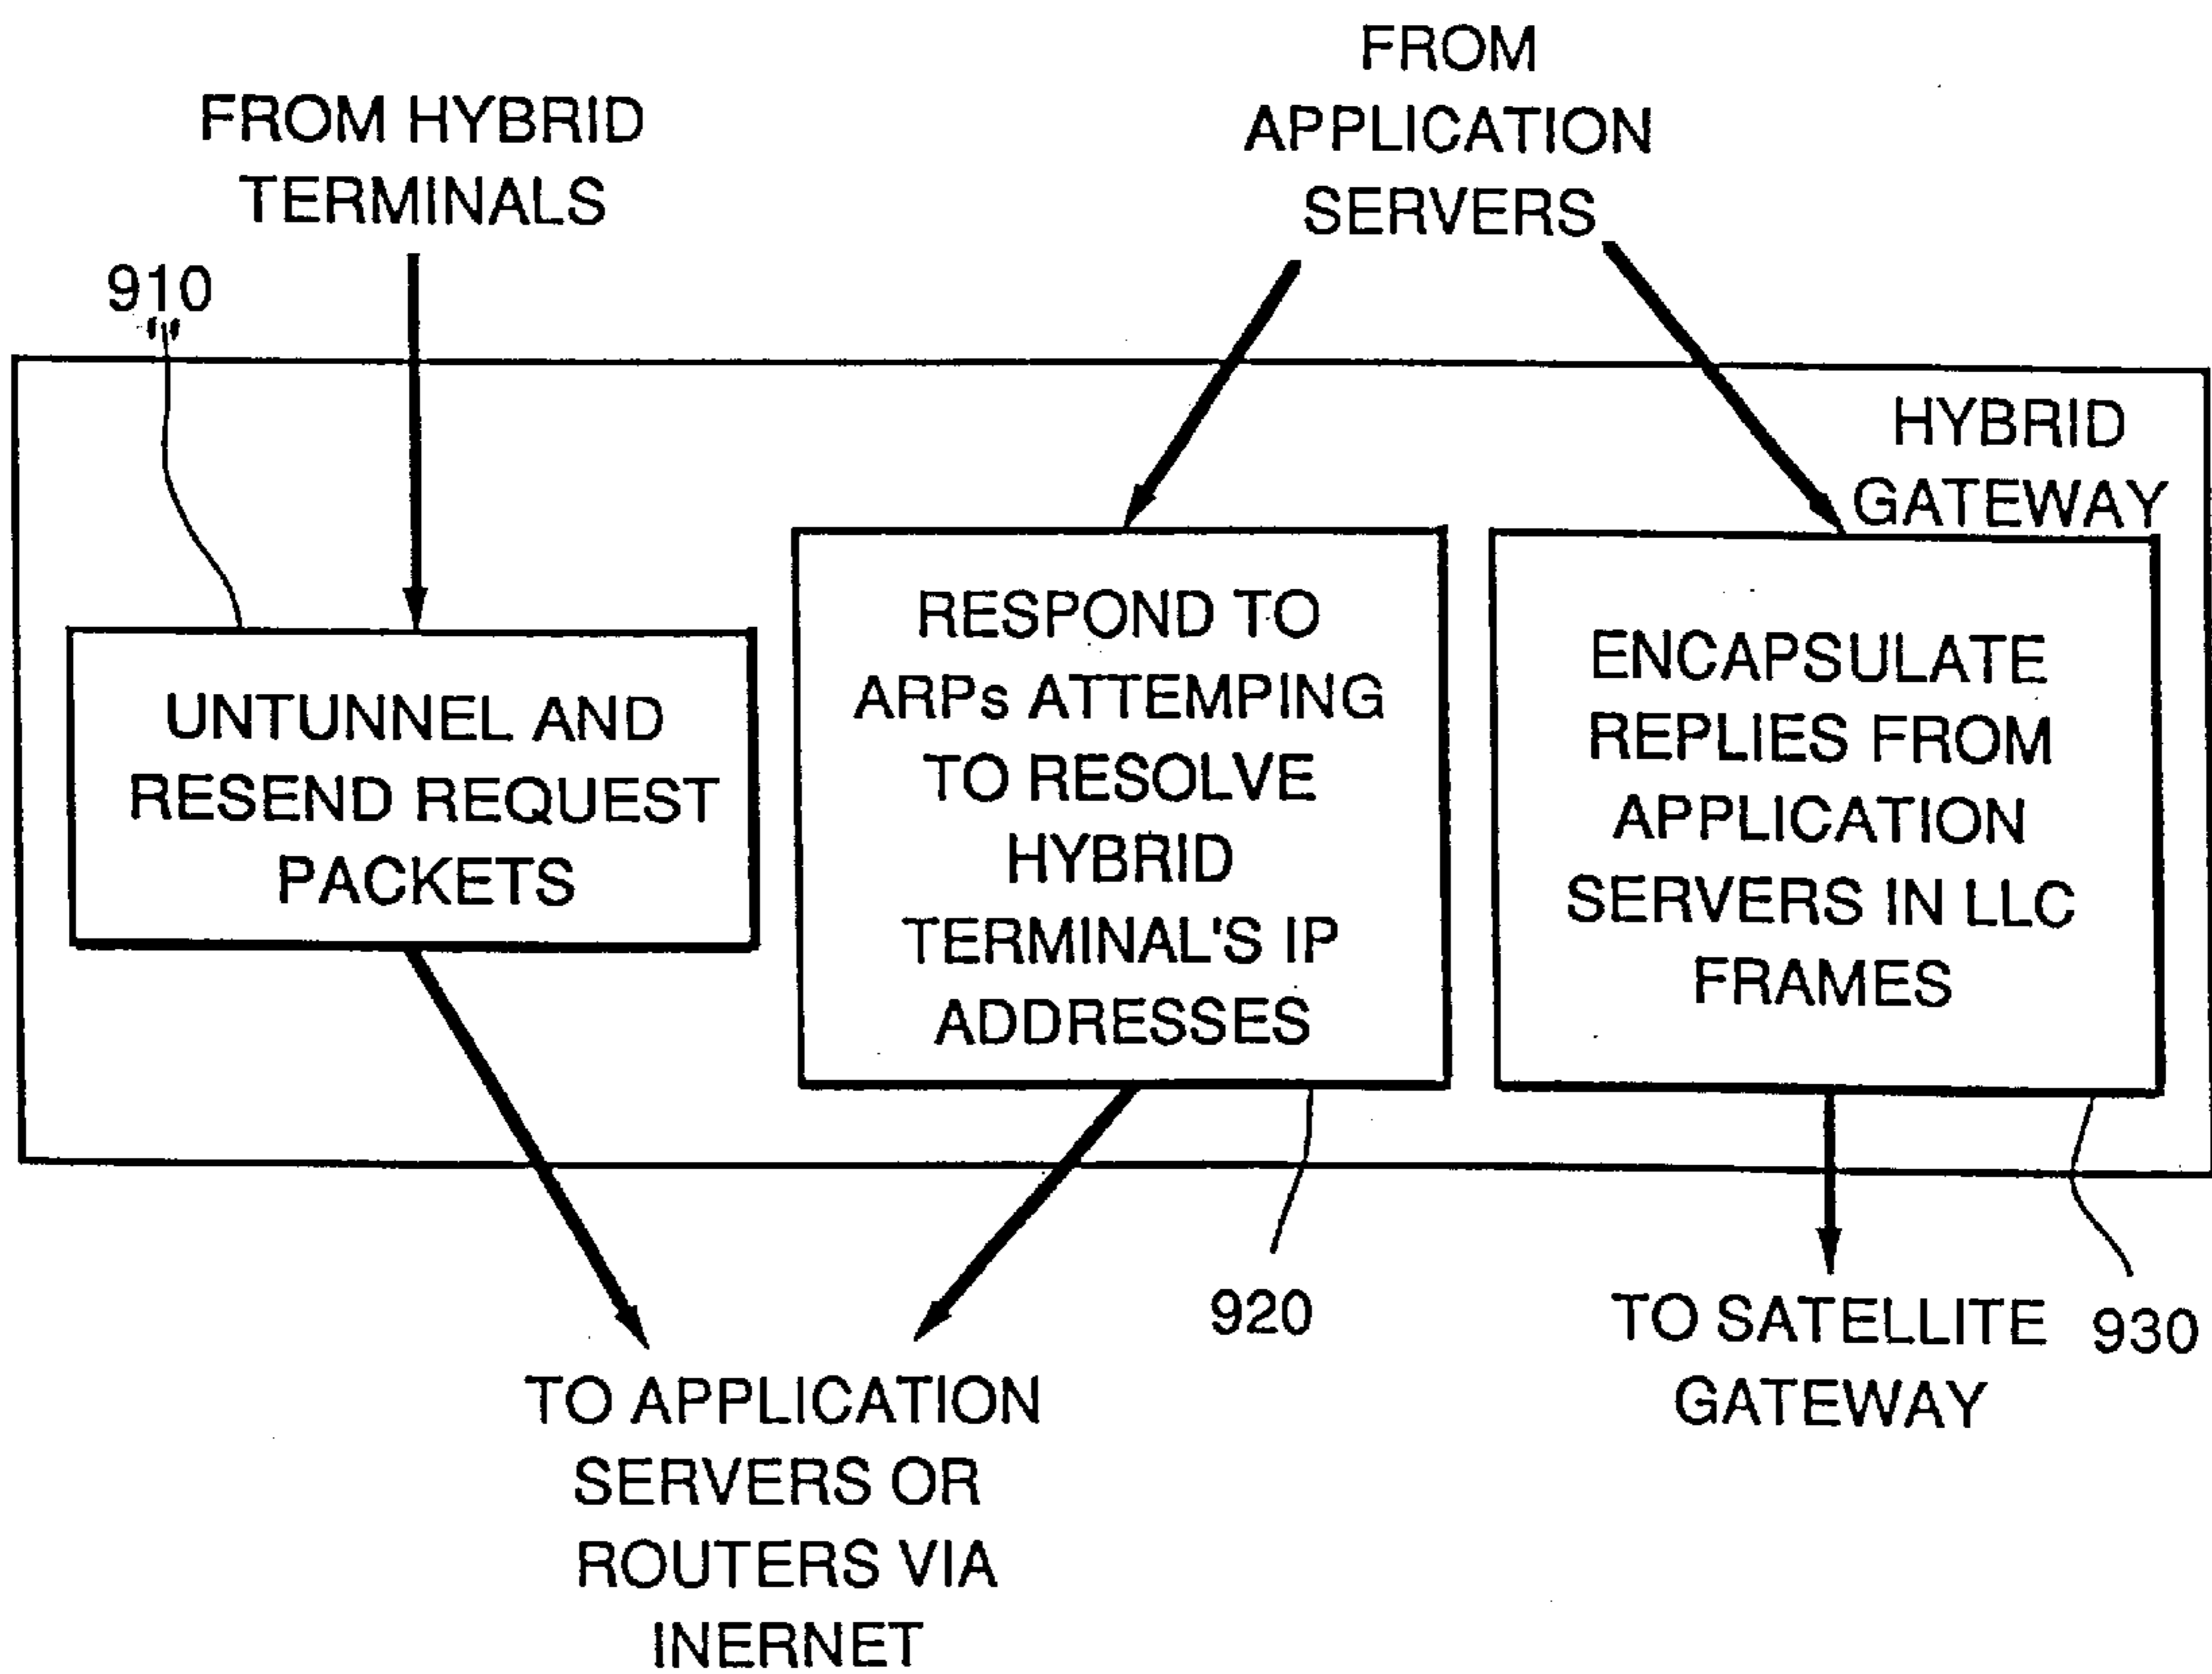 FROM HYBRID
TERMINALS
FROM
APPLICATION
SERVERS
910
HYBRID
GATEWAY
UNTUNNEL AND
RESEND REQUEST
PACKETS
RESPOND TO
ARPs ATTEMPING
TO RESOLVE
HYBRID
TERMINAL'S IP
ADDRESSES
ENCAPSULATE
REPLIES FROM
APPLICATION
SERVERS IN LLC
FRAMES
920
930
TO APPLICATION
SERVERS OR
ROUTERS VIA
INERNET
TO SATELLITE
GATEWAY